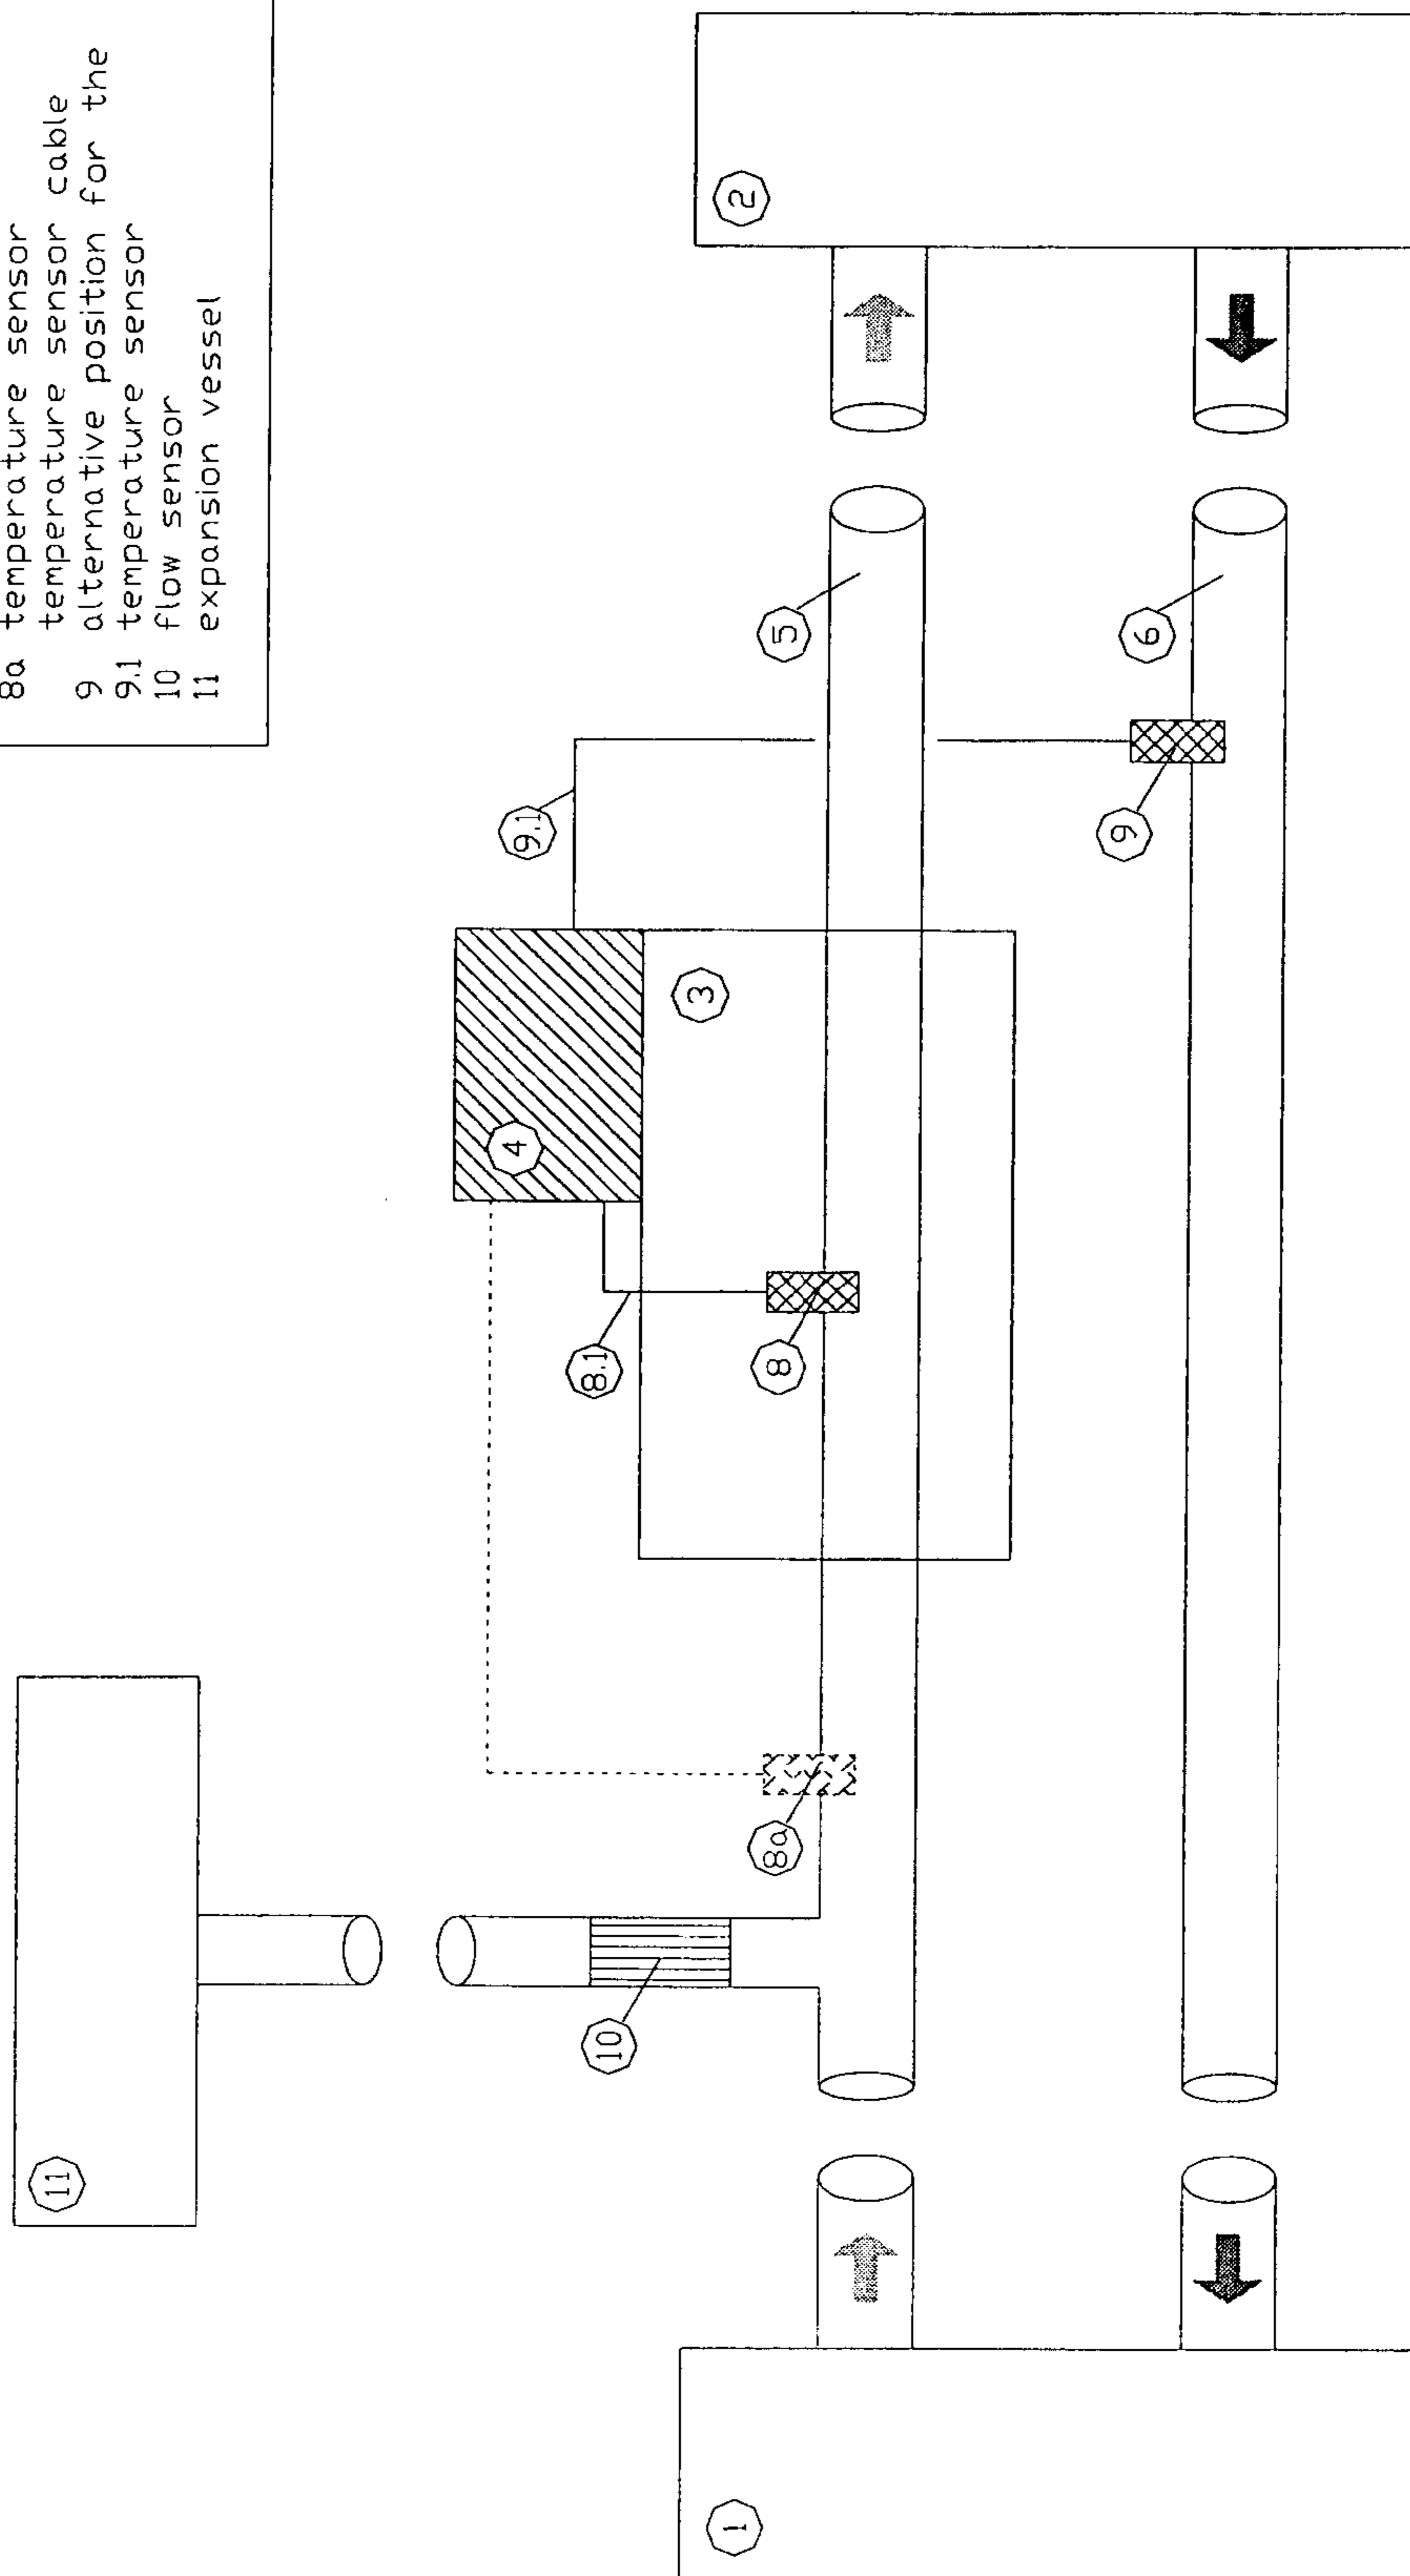 8a temperature sensor
temperature sensor cable
9 alternative position for the
9.1 temperature sensor
10 flow sensor
11 expansion vessel
11
10
8a
8.1
8
4
3
9.1
9
5
6
1
2